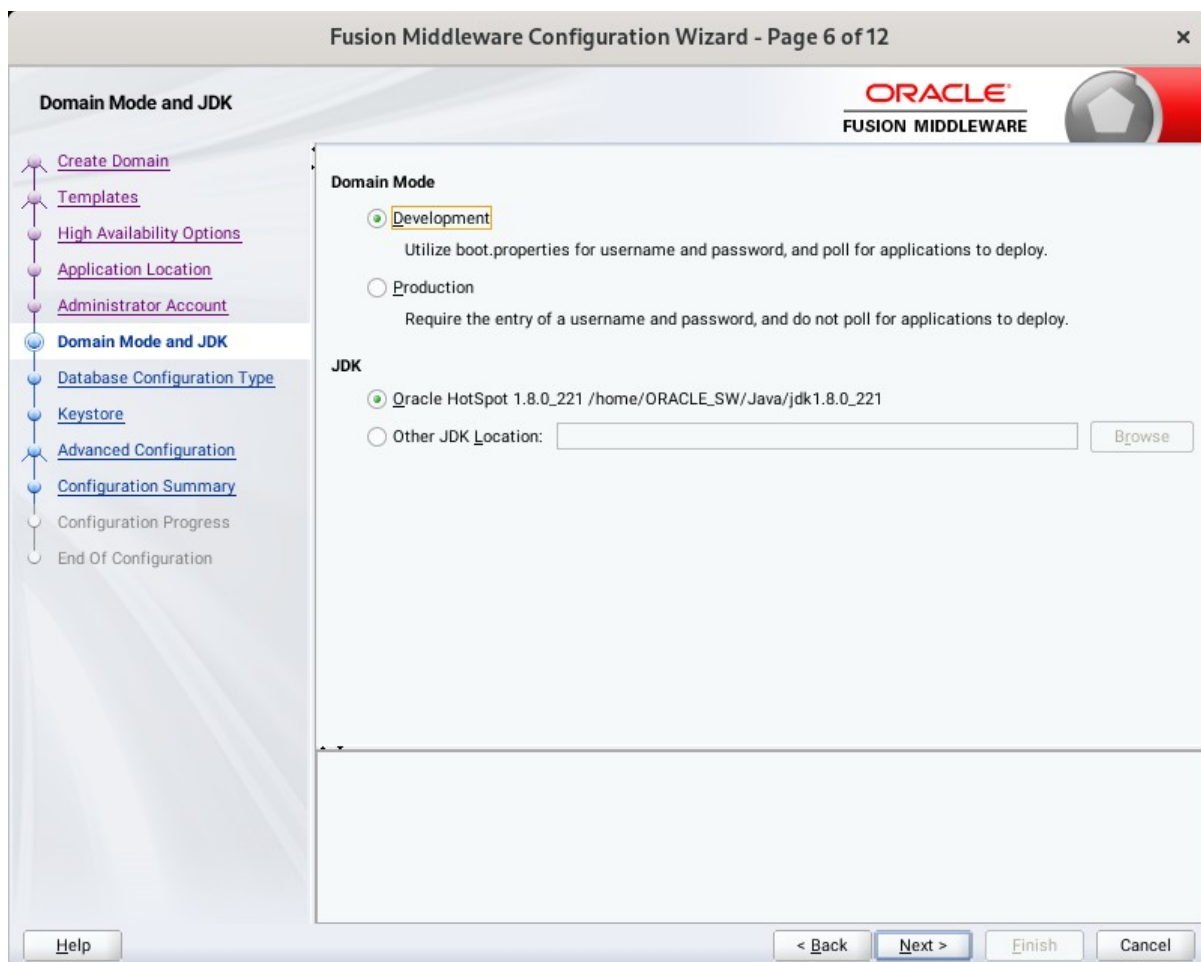 Fusion Middleware Configuration Wizard - Page 6 of 12
Domain Mode and JDK
ORACLE
FUSION MIDDLEWARE
Create Domain
Templates
High Availability Options
Application Location
Administrator Account
Domain Mode and JDK
Database Configuration Type
Keystore
Advanced Configuration
Configuration Summary
Configuration Progress
End Of Configuration
Domain Mode
Development
Utilize boot.properties for username and password, and poll for applications to deploy.
Production
Require the entry of a username and password, and do not poll for applications to deploy.
JDK
Oracle HotSpot 1.8.0_221 /home/ORACLE_SW/Java/jdk1.8.0_221
Other JDK Location:
Browse
Help
< Back
Next >
Finish
Cancel